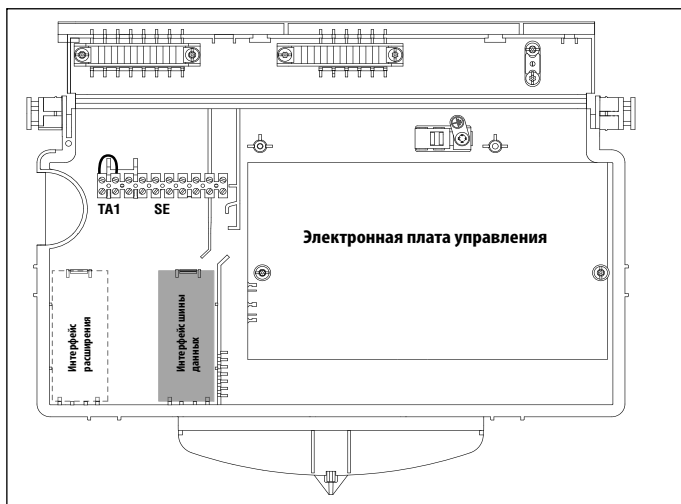 TA1 SE
Электронная плата управления
Интерфейс
расширения
Интерфейс шины
данных